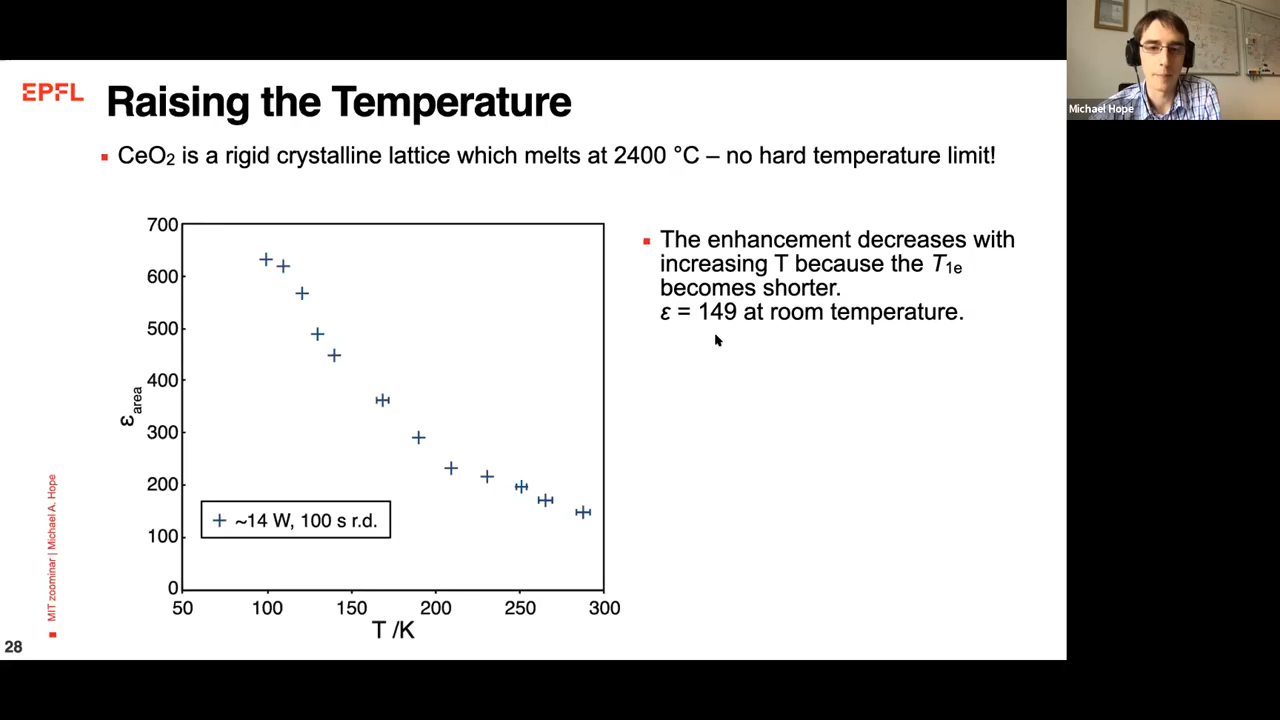 EPFL
Raising the Temperature
CeO₂ is a rigid crystalline lattice which melts at 2400 °C – no hard temperature limit!
700
600
500
400
300
200
100
0
50
100
150
200
250
300
ε area
T /K
~14 W, 100 s r.d.
The enhancement decreases with
increasing T because the T₁ₑ
becomes shorter.
ε = 149 at room temperature.
MIT zoominar | Michael A. Hope
28
Michael Hope